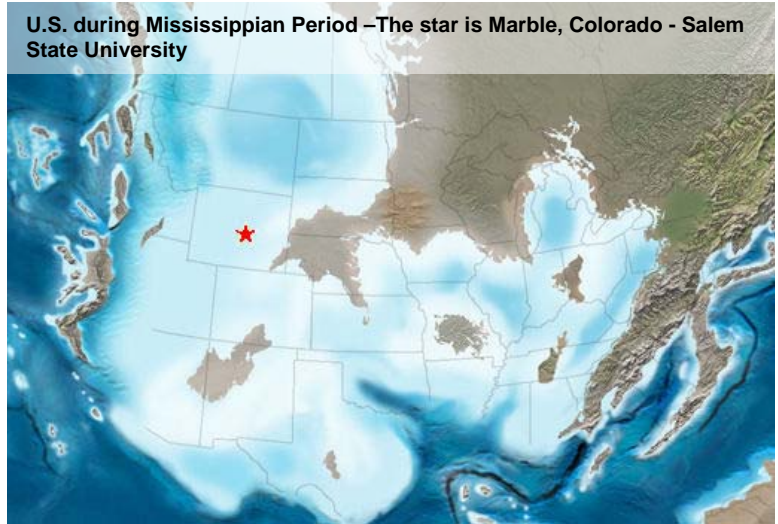 U.S. during Mississippian Period –The star is Marble, Colorado - Salem
State University